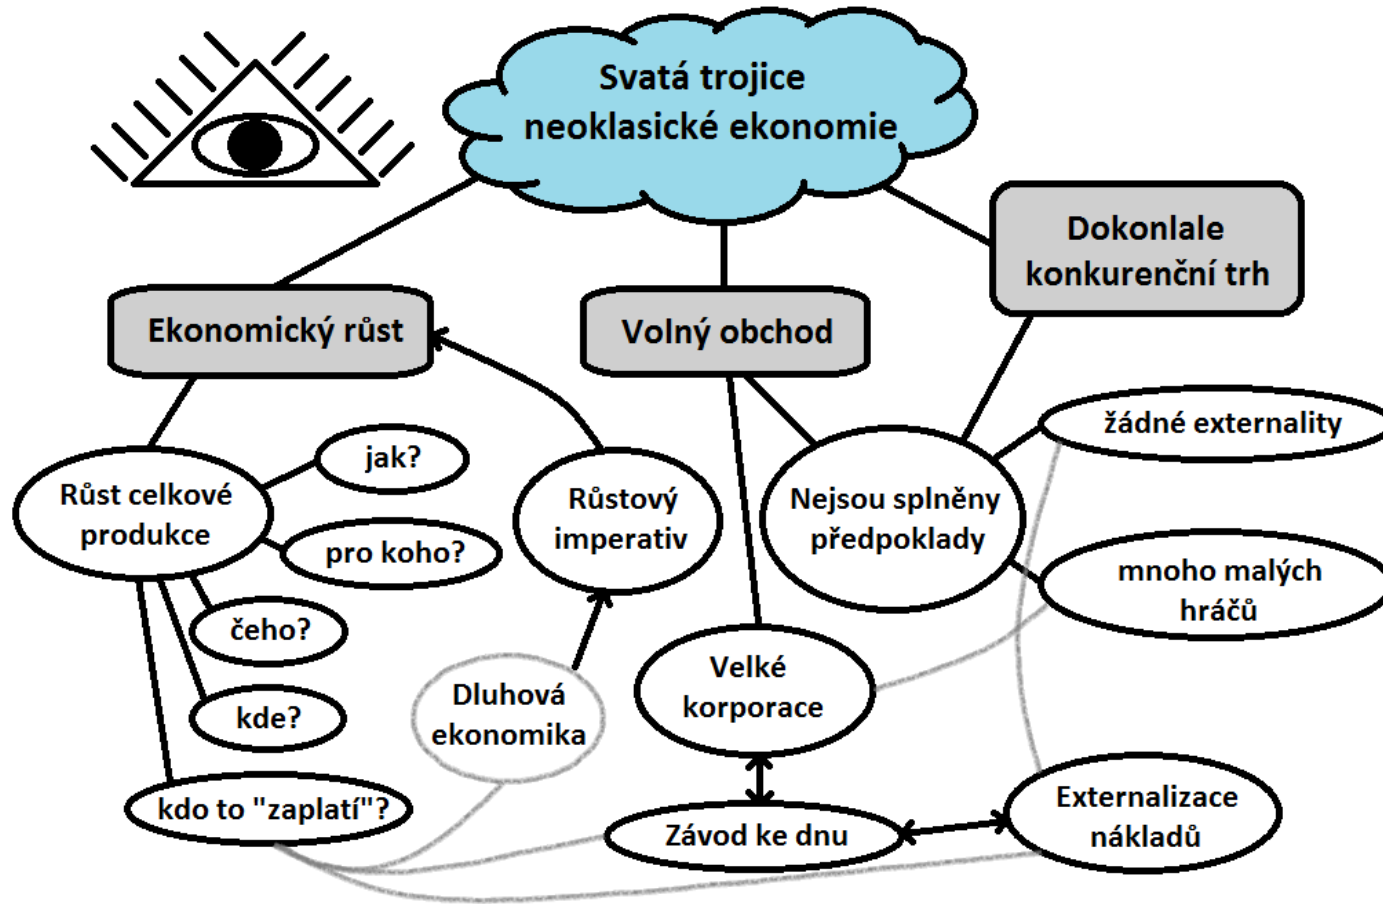 Svatá trojice
neoklasické ekonomie
Dokonlale
konkurenční trh
Ekonomický růst
Volný obchod
Růst celkové
produkce
jak?
pro koho?
čeho?
kde?
kdo to "zaplatí"?
Růstový
imperativ
Dluhová
ekonomika
Nejsou splněny
předpoklady
žádné externality
mnoho malých
hráčů
Velké
korporace
Závod ke dnu
Externalizace
nákladů